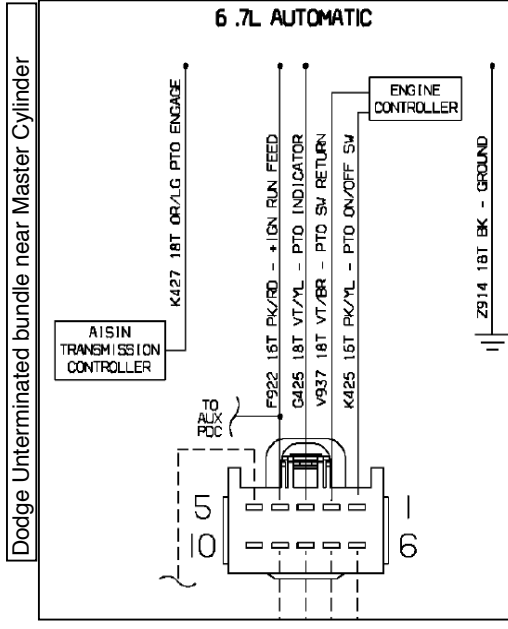 6 .7L AUTOMATIC
Dodge Unterminated bundle near Master Cylinder
ENGINE
CONTROLLER
K427 18T OR/LG PTO ENGAGE
F922 16T PK/RD - +IGN RUN FEED
G425 18T VT/YL - PTO INDICATOR
V937 18T VT/BR - PTO SW RETURN
K425 16T PK/YL - PTO ON/OFF SW
Z914 18T BK - GROUND
AISIN
TRANSMISSION
CONTROLLER
TO
AUX
PDC
5 1
10 6